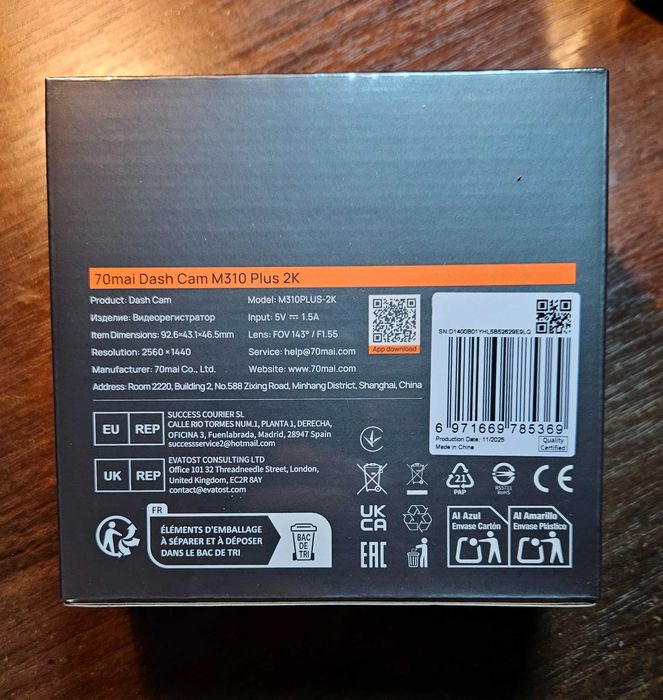 70mai Dash Cam M310 Plus 2K
Product: Dash Cam
Изделие: Видеорегистратор
Item Dimensions: 92.6×43.1×46.5mm
Resolution: 2560 × 1440
Manufacturer: 70mai Co., Ltd.
Model: M310PLUS-2K
Input: 5V ⎓ 1.5A
Lens: FOV 143° / F1.55
Service: help@70mai.com
Website: www.70mai.com
Address: Room 2220, Building 2, No.588 Zixing Road, Minhang District, Shanghai, China
App download
SN:D1400B01YHL5B52629E9LQ
6 971669 785369
Production Date: 11/2025
Made in China
Quality
Certified
EU REP
SUCCESS COURIER SL
CALLE RIO TORMES NUM.1, PLANTA 1, DERECHA,
OFICINA 3, Fuenlabrada, Madrid, 28947 Spain
successservice2@hotmail.com
UK REP
EVATOST CONSULTING LTD
Office 101 32 Threadneedle Street, London,
United Kingdom, EC2R 8AY
contact@evatost.com
FR
ÉLÉMENTS D'EMBALLAGE
À SÉPARER ET À DÉPOSER
DANS LE BAC DE TRI
BAC
DE
TRI
21
PAP
RoHS
CE
UK
CA
EAC
Al Azul
Envase Cartón
Al Amarillo
Envase Plástico